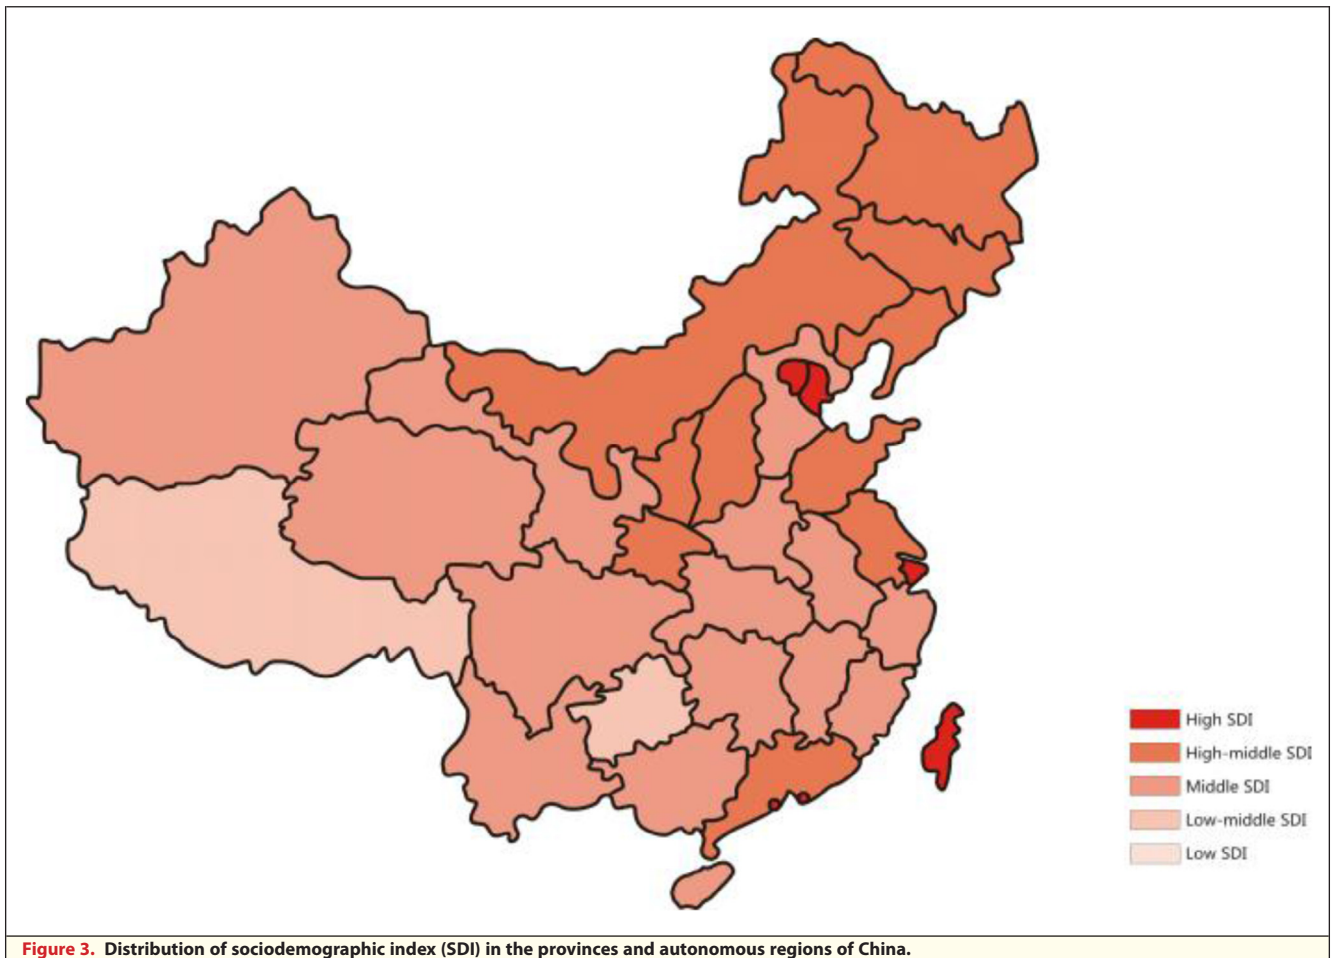 High SDI
High-middle SDI
Middle SDI
Low-middle SDI
Low SDI
Figure 3. Distribution of sociodemographic index (SDI) in the provinces and autonomous regions of China.